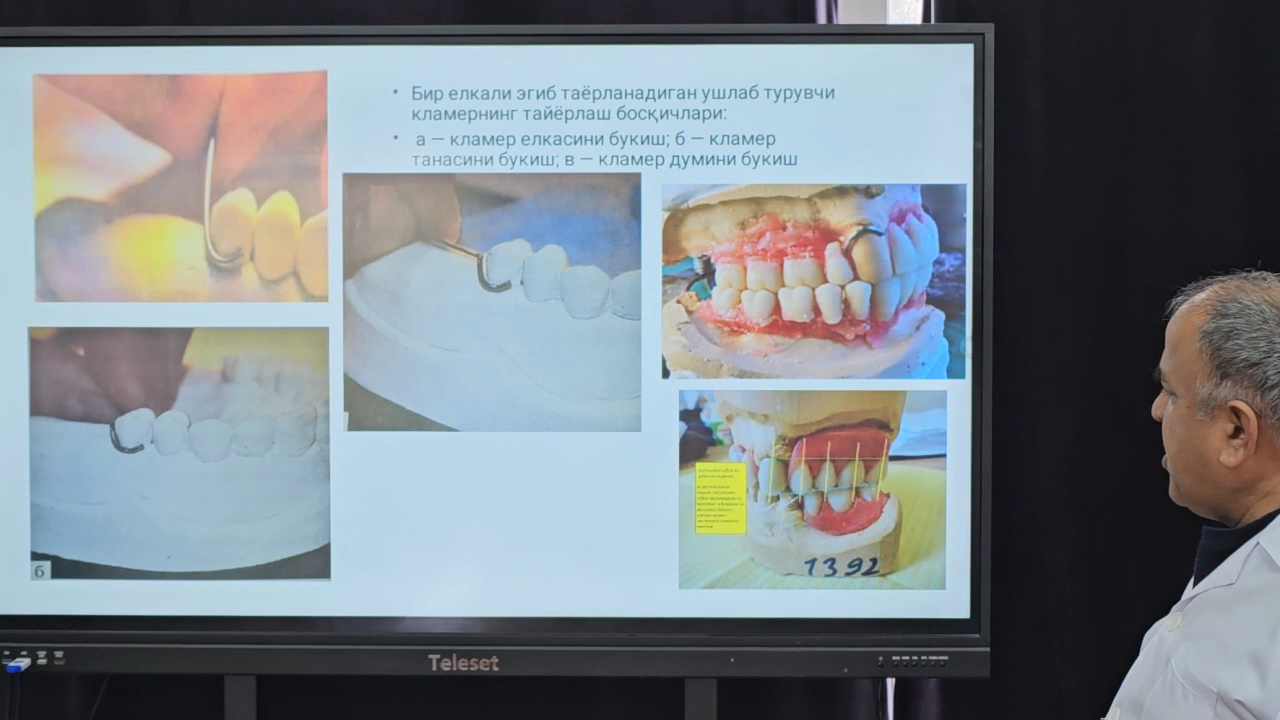 • Бир елкали эгиб таёрланадиган ушлаб турувчи
кламернинг тайёрлаш босқичлари:
• а — кламер елкасини букиш; б — кламер
танасини букиш; в — кламер думини букиш
б
1392
Teleset